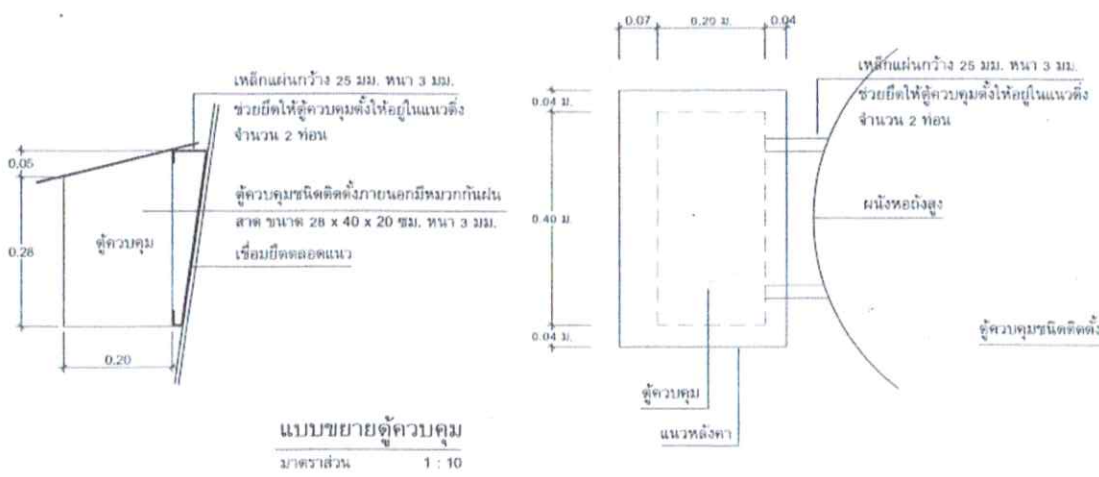 เหล็กแผ่นกว้าง 25 มม. หนา 3 มม.
ช่วยยึดให้ตู้ควบคุมตั้งให้อยู่ในแนวดิ่ง
จำนวน 2 ท่อน
0.05
0.28
ตู้ควบคุม
ตู้ควบคุมชนิดติดตั้งภายนอกมีหมวกกันฝน
สาด ขนาด 28 x 40 x 20 ซม. หนา 3 มม.
เชื่อมยึดตลอดแนว
0.20
แบบขยายตู้ควบคุม
มาตราส่วน 1 : 10
0.07 0.20 ม. 0.04
0.04 ม.
0.40 ม.
0.04 ม.
เหล็กแผ่นกว้าง 25 มม. หนา 3 มม.
ช่วยยึดให้ตู้ควบคุมตั้งให้อยู่ในแนวดิ่ง
จำนวน 2 ท่อน
ผนังหอถังสูง
ตู้ควบคุมชนิดติดตั้ง
ตู้ควบคุม
แนวหลังคา